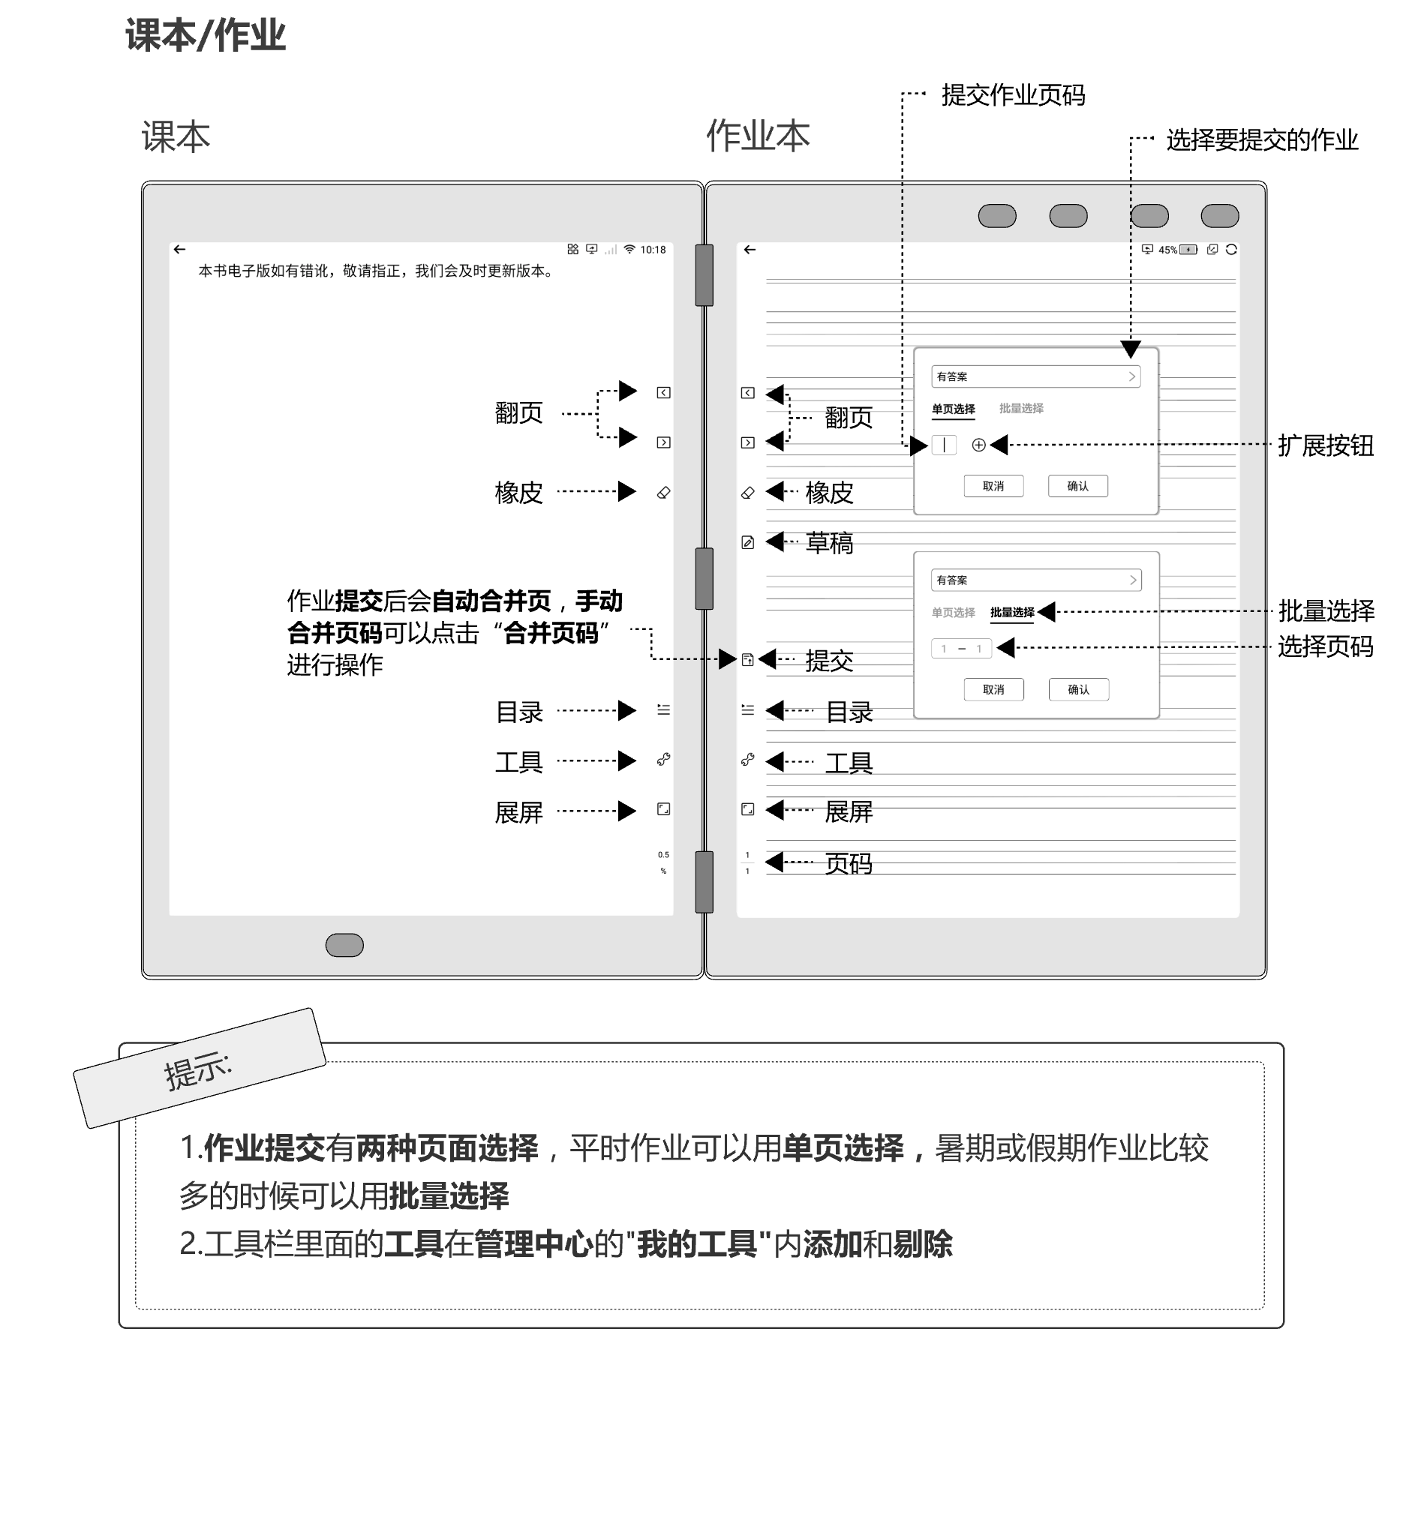 课本/作业
提交作业页码
课本
作业本
选择要提交的作业
10:18
本书电子版如有错讹，敬请指正，我们会及时更新版本。
翻页
橡皮
作业提交后会自动合并页，手动
合并页码可以点击“合并页码”
进行操作
目录
工具
展屏
0.5
%
45%
有答案
单页选择 批量选择
取消 确认
翻页
扩展按钮
橡皮
草稿
有答案
单页选择 批量选择
1 – 1
取消 确认
批量选择
选择页码
提交
目录
工具
展屏
1
1
页码
提示:
1.作业提交有两种页面选择，平时作业可以用单页选择，暑期或假期作业比较
多的时候可以用批量选择
2.工具栏里面的工具在管理中心的"我的工具"内添加和剔除